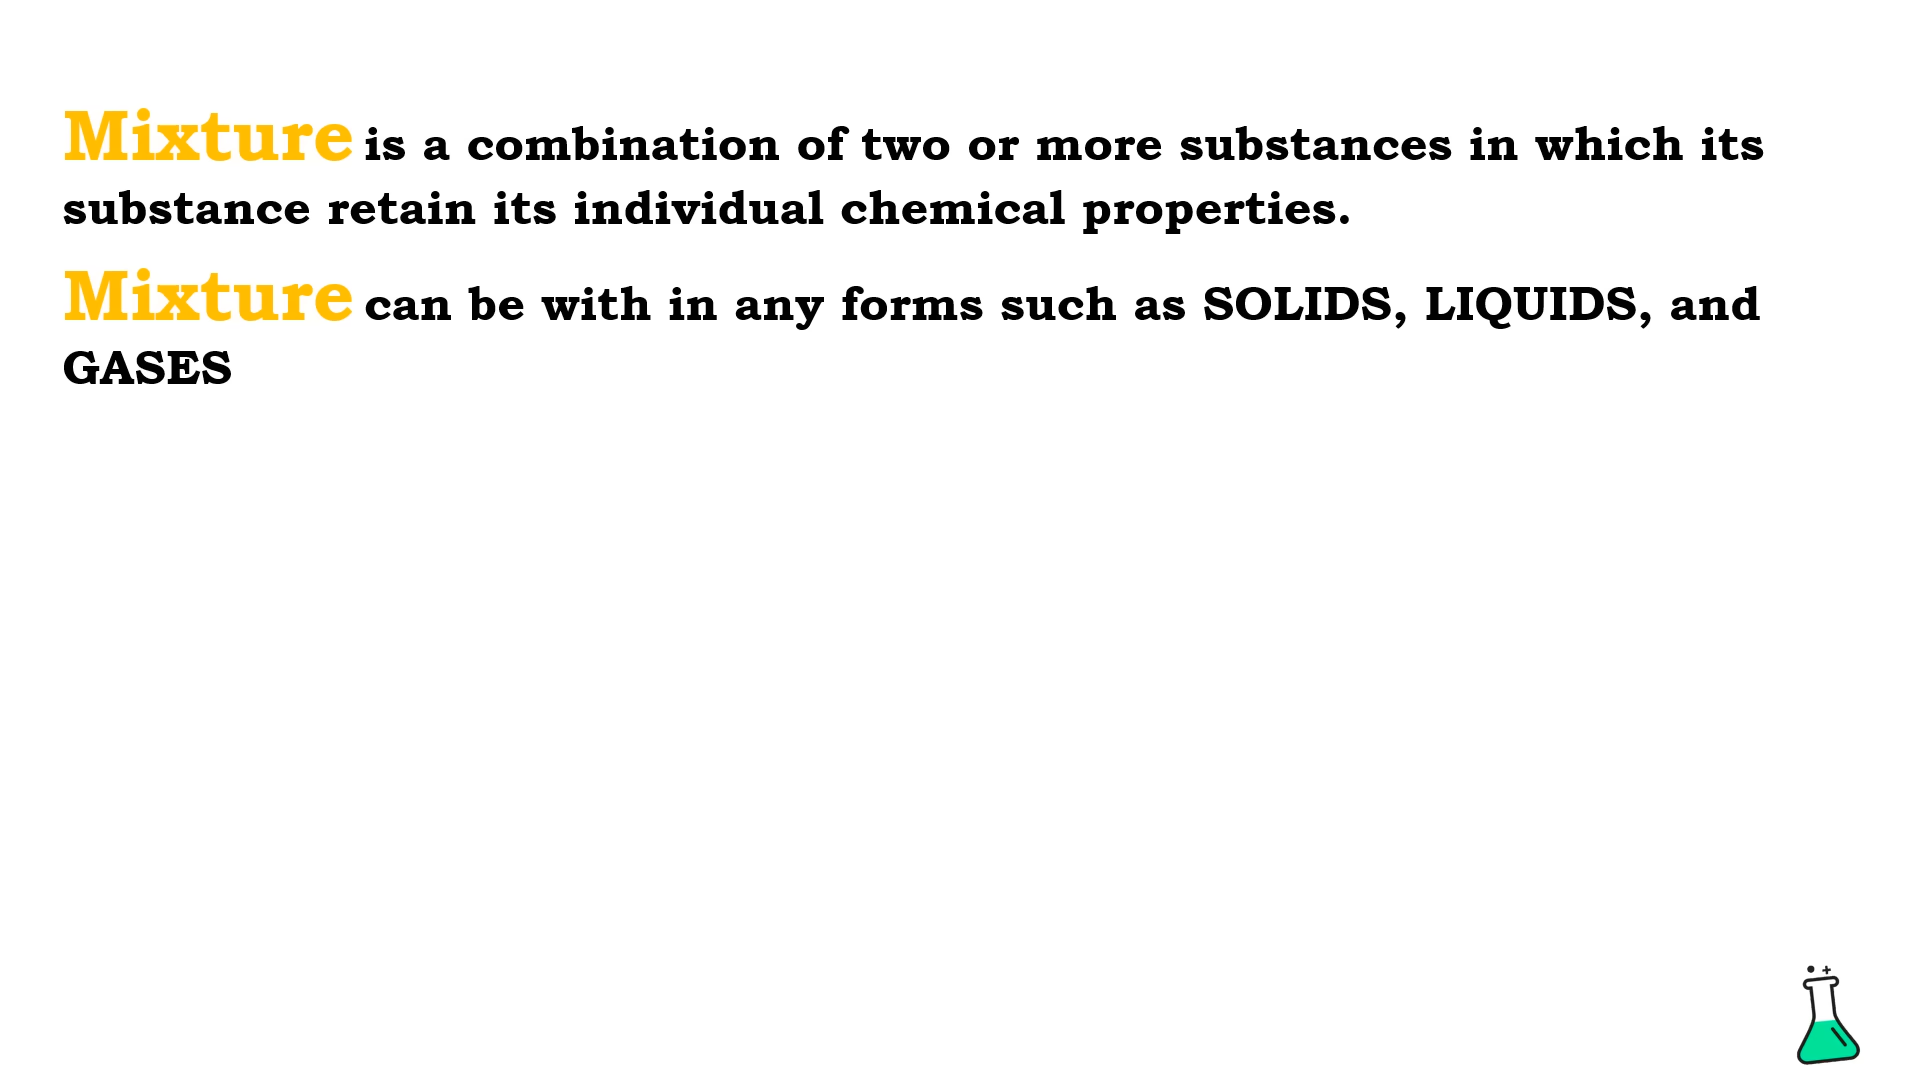 Mixture is a combination of two or more substances in which its
substance retain its individual chemical properties.
Mixture can be with in any forms such as SOLIDS, LIQUIDS, and
GASES